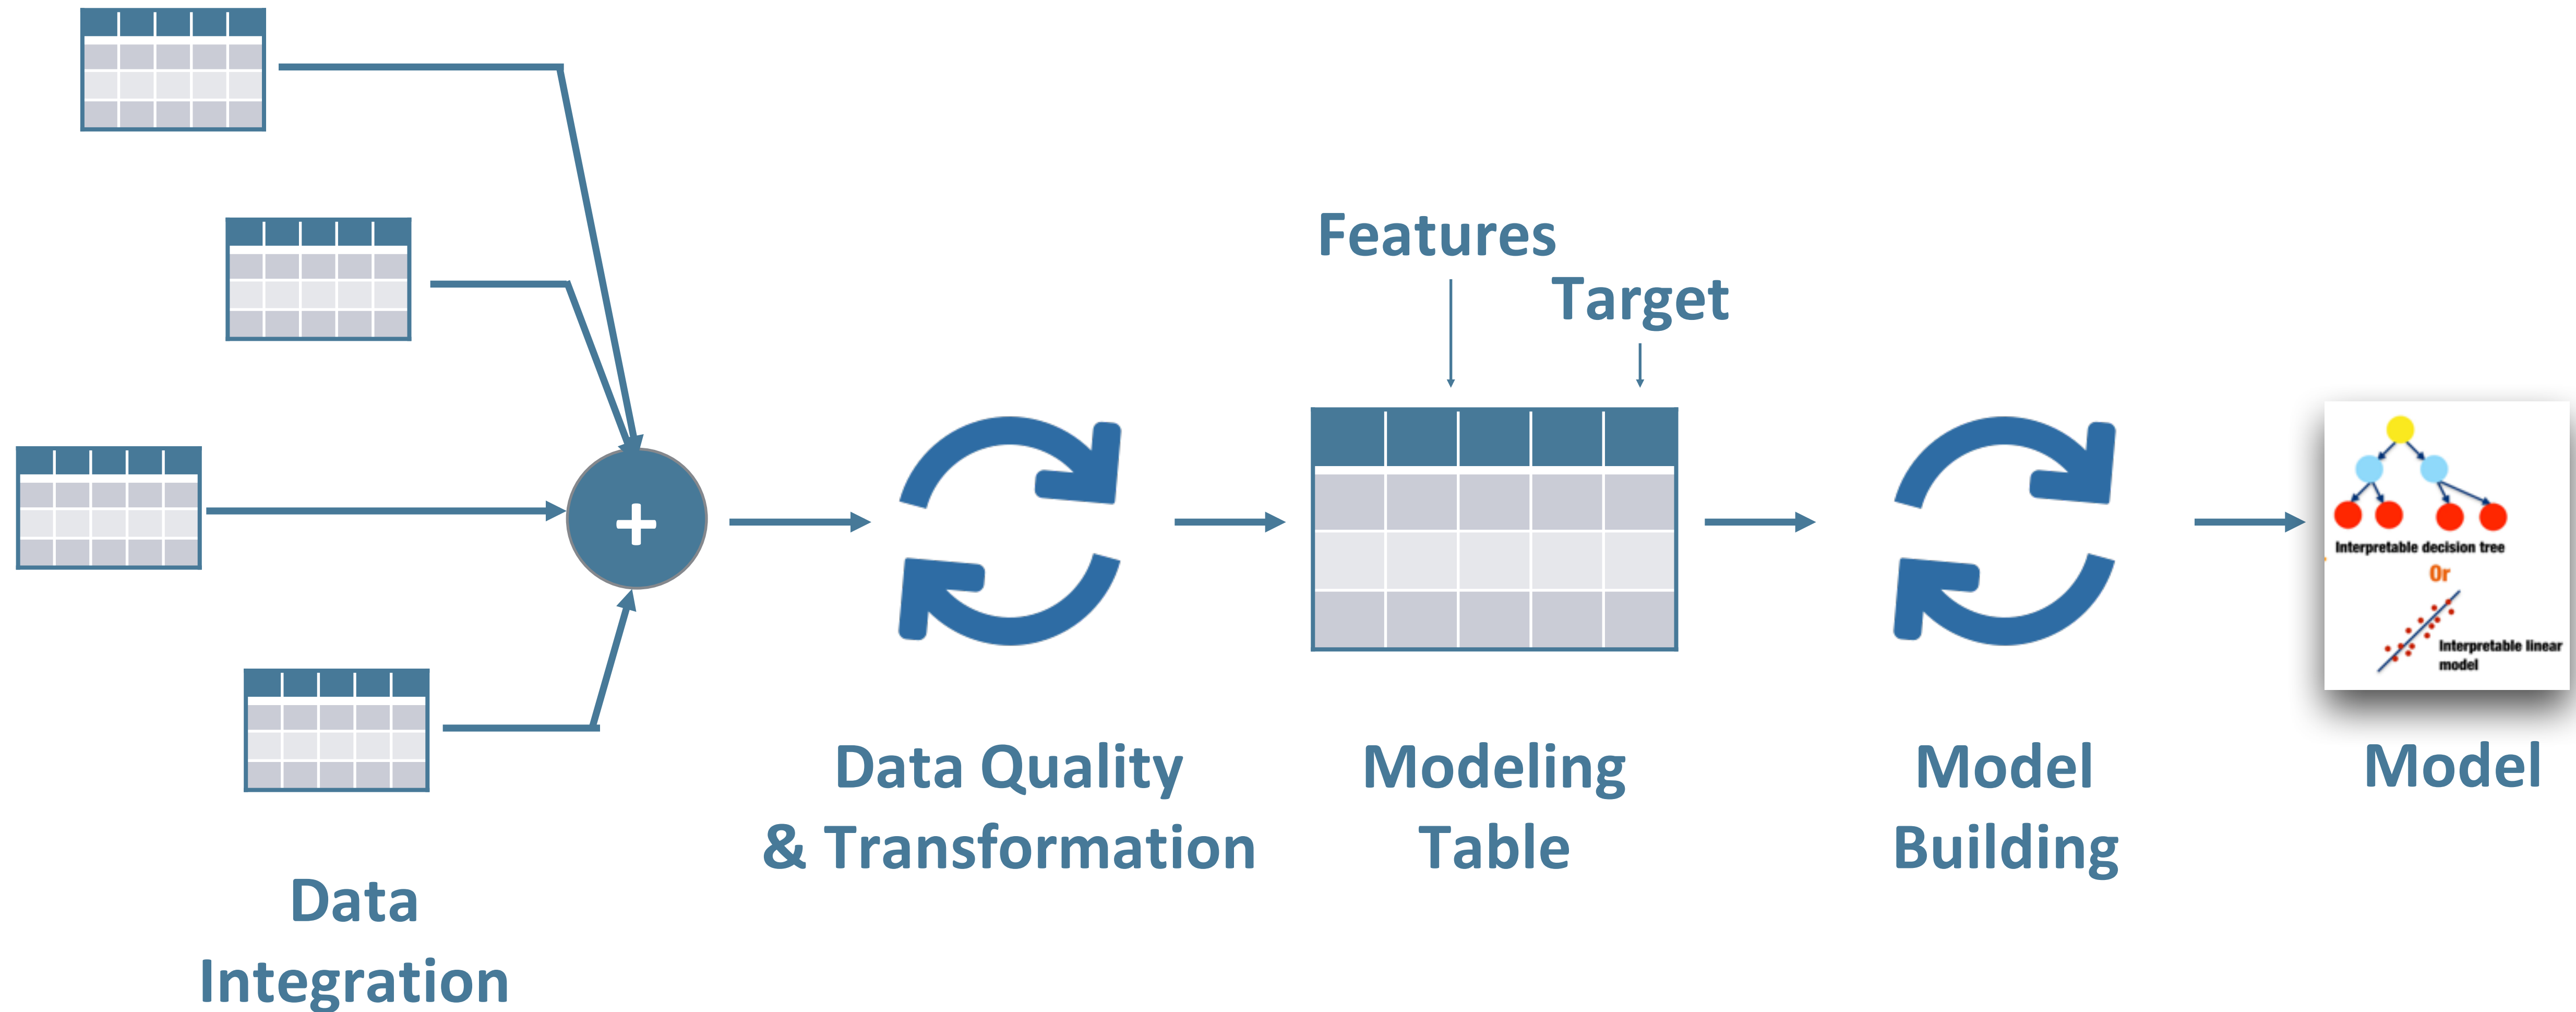 Features
Target
+
Interpretable decision tree
Or
Interpretable linear
model
Data Quality
& Transformation
Modeling
Table
Model
Building
Model
Data
Integration